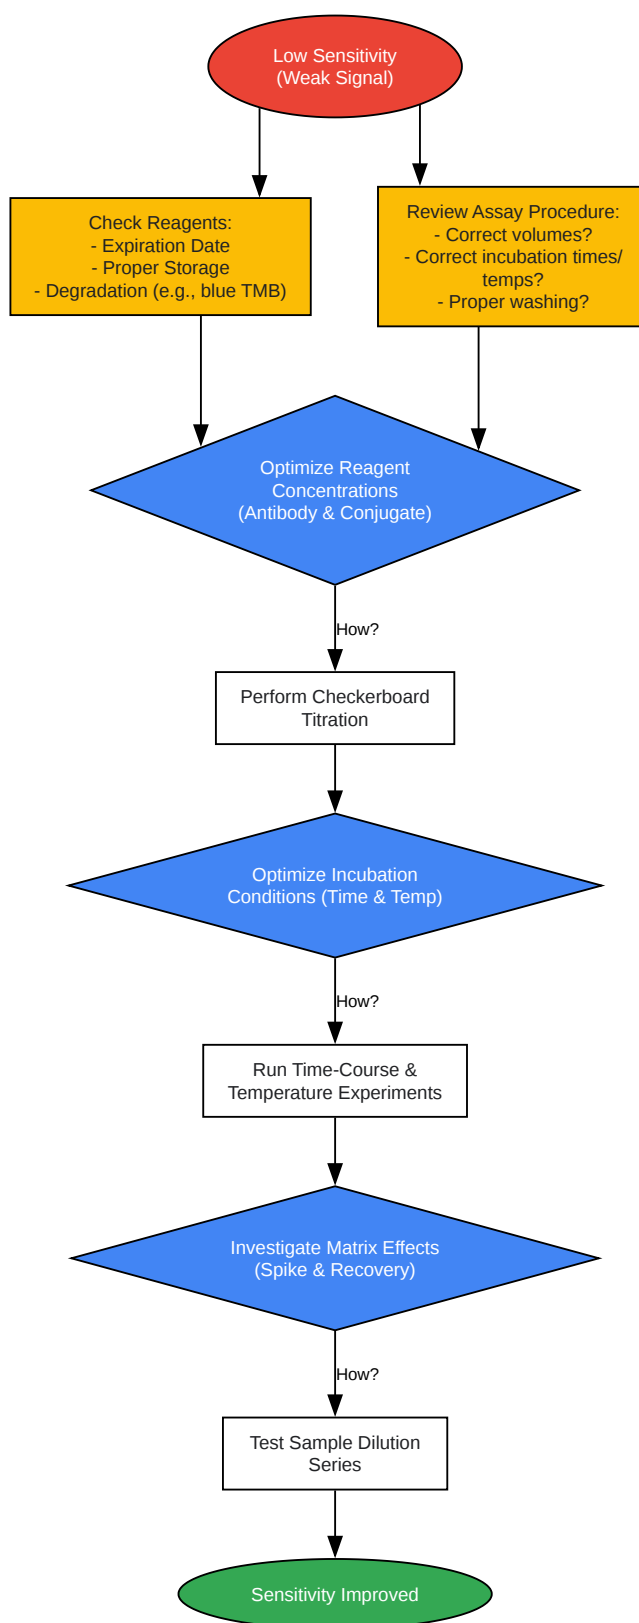 Low Sensitivity
(Weak Signal)
Check Reagents:
- Expiration Date
- Proper Storage
- Degradation (e.g., blue TMB)
Review Assay Procedure:
- Correct volumes?
- Correct incubation times/
temps?
- Proper washing?
Optimize Reagent
Concentrations
(Antibody & Conjugate)
How?
Perform Checkerboard
Titration
Optimize Incubation
Conditions (Time & Temp)
How?
Run Time-Course &
Temperature Experiments
Investigate Matrix Effects
(Spike & Recovery)
How?
Test Sample Dilution
Series
Sensitivity Improved